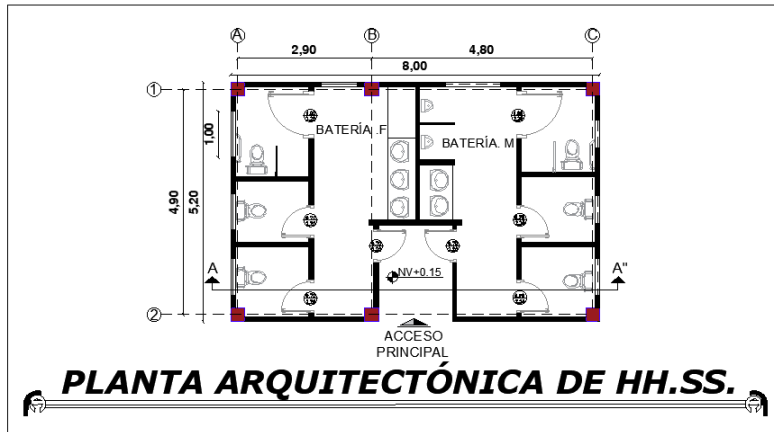 A
B
C
2,90
4,80
8,00
1
BATERÍA .F
BATERÍA. M
1,00
4,90
5,20
A
A"
NV+0.15
2
ACCESO
PRINCIPAL
PLANTA ARQUITECTÓNICA DE HH.SS.